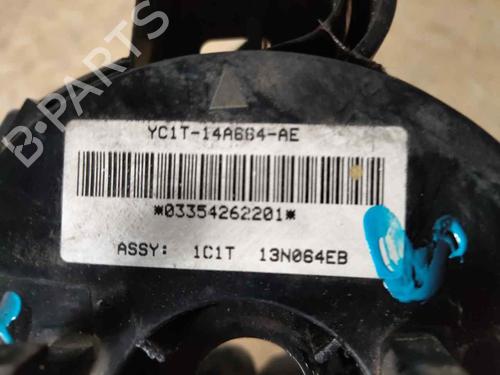 YC1T-14A664-AE
*03354262201*
ASSY: 1C1T 13N064EB
B-PARTS